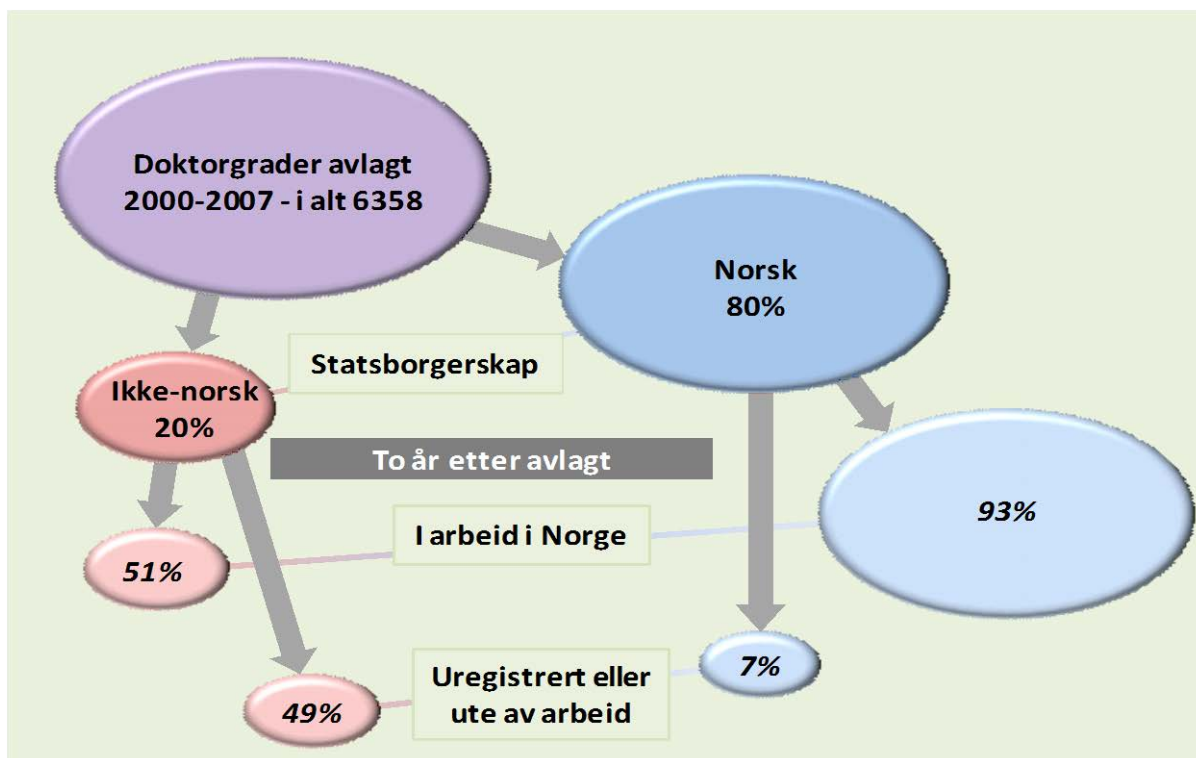 Doktorgrader avlagt
2000-2007 - i alt 6358
Norsk
80%
Statsborgerskap
Ikke-norsk
20%
To år etter avlagt
93%
I arbeid i Norge
51%
7%
Uregistrert eller
ute av arbeid
49%